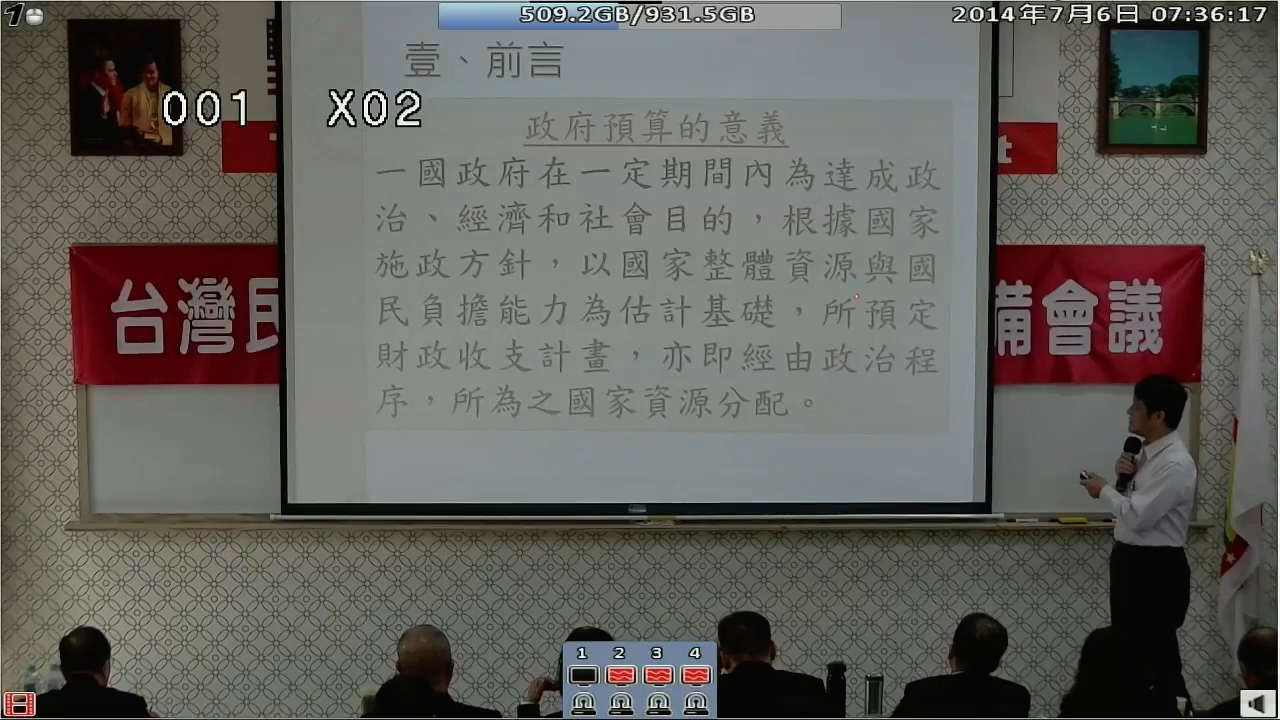 1
509.2GB/931.5GB
2014年7月6日 07:36:17
壹、前言
001 X02
政府預算的意義
一國政府在一定期間內為達成政
治、經濟和社會目的，根據國家
施政方針，以國家整體資源與國
民負擔能力為估計基礎，所預定
財政收支計畫，亦即經由政治程
序，所為之國家資源分配。
t
台灣民
備會議
1 2 3 4